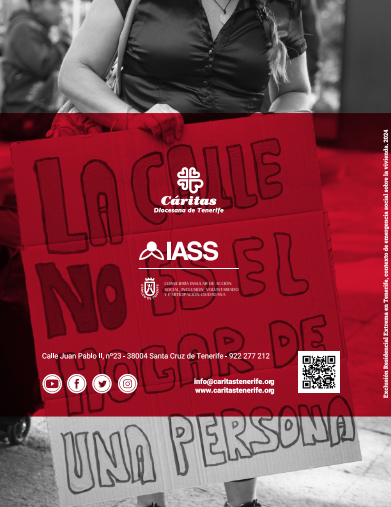 LA CALLE
NO ES EL
HOGAR DE
UNA PERSONA
Cáritas
Diocesana de Tenerife
IASS
CONSEJERÍA INSULAR DE ACCIÓN
SOCIAL, INCLUSIÓN, VOLUNTARIADO
Y PARTICIPACIÓN CIUDADANA
Calle Juan Pablo II, nº23 - 38004 Santa Cruz de Tenerife - 922 277 212
info@caritastenerife.org
www.caritastenerife.org
Exclusión Residencial Extrema en Tenerife, contexto de emergencia social sobre la vivienda. 2024